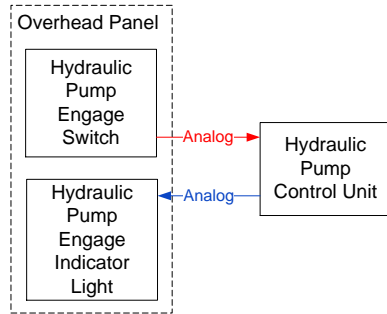 Overhead Panel
Hydraulic
Pump
Engage
Switch
Analog
Hydraulic
Pump
Control Unit
Analog
Hydraulic
Pump
Engage
Indicator
Light